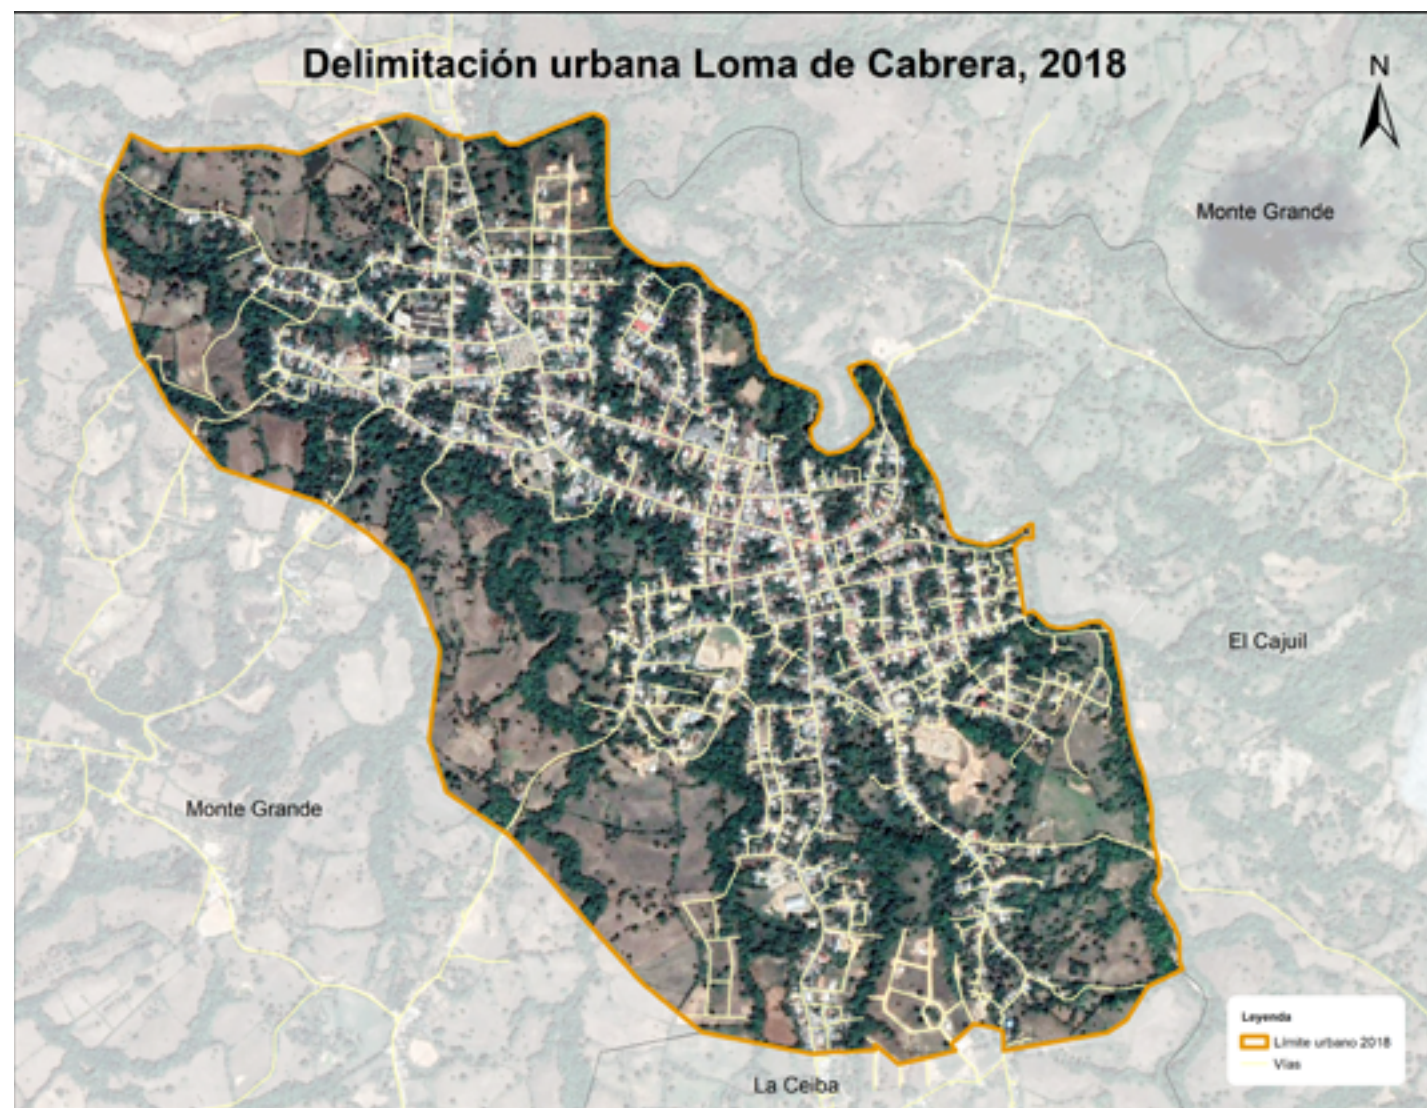 Delimitación urbana Loma de Cabrera, 2018
N
Monte Grande
El Cajuil
Monte Grande
Leyenda
Límite urbano 2018
Vías
La Ceiba